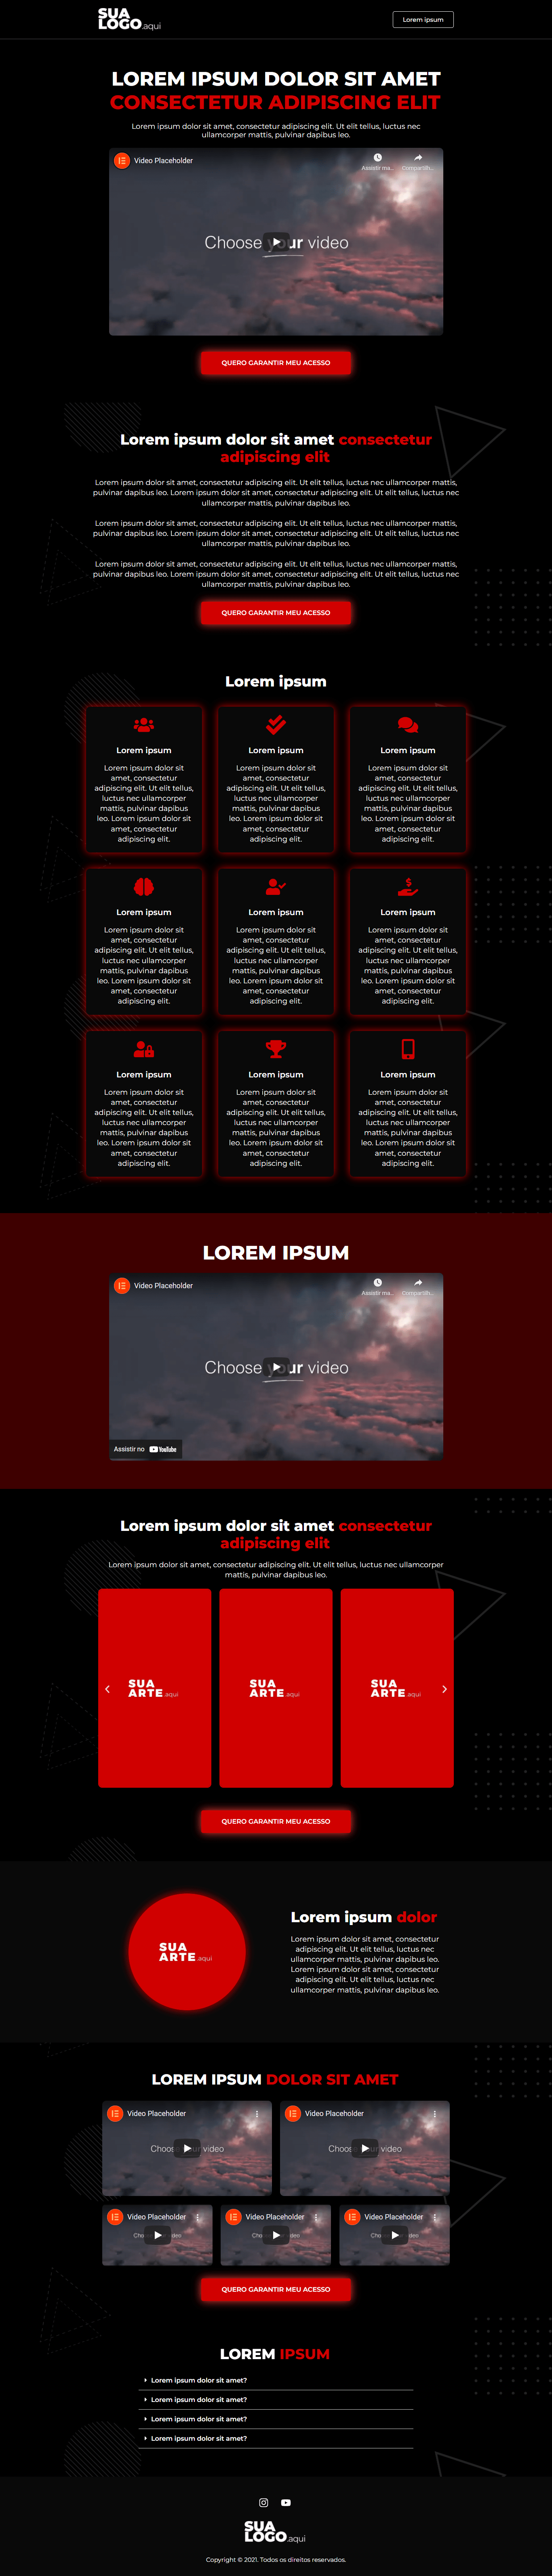 SUA
LOGO.aqui
Lorem ipsum
LOREM IPSUM DOLOR SIT AMET
CONSECTETUR ADIPISCING ELIT
Lorem ipsum dolor sit amet, consectetur adipiscing elit. Ut elit tellus, luctus nec
ullamcorper mattis, pulvinar dapibus leo.
Video Placeholder
Assistir ma...
Compartilh...
Choose your video
QUERO GARANTIR MEU ACESSO
Lorem ipsum dolor sit amet consectetur
adipiscing elit
Lorem ipsum dolor sit amet, consectetur adipiscing elit. Ut elit tellus, luctus nec ullamcorper mattis,
pulvinar dapibus leo. Lorem ipsum dolor sit amet, consectetur adipiscing elit. Ut elit tellus, luctus nec
ullamcorper mattis, pulvinar dapibus leo.
Lorem ipsum dolor sit amet, consectetur adipiscing elit. Ut elit tellus, luctus nec ullamcorper mattis,
pulvinar dapibus leo. Lorem ipsum dolor sit amet, consectetur adipiscing elit. Ut elit tellus, luctus nec
ullamcorper mattis, pulvinar dapibus leo.
Lorem ipsum dolor sit amet, consectetur adipiscing elit. Ut elit tellus, luctus nec ullamcorper mattis,
pulvinar dapibus leo. Lorem ipsum dolor sit amet, consectetur adipiscing elit. Ut elit tellus, luctus nec
ullamcorper mattis, pulvinar dapibus leo.
QUERO GARANTIR MEU ACESSO
Lorem ipsum
Lorem ipsum
Lorem ipsum dolor sit
amet, consectetur
adipiscing elit. Ut elit tellus,
luctus nec ullamcorper
mattis, pulvinar dapibus
leo. Lorem ipsum dolor sit
amet, consectetur
adipiscing elit.
Lorem ipsum
Lorem ipsum dolor sit
amet, consectetur
adipiscing elit. Ut elit tellus,
luctus nec ullamcorper
mattis, pulvinar dapibus
leo. Lorem ipsum dolor sit
amet, consectetur
adipiscing elit.
Lorem ipsum
Lorem ipsum dolor sit
amet, consectetur
adipiscing elit. Ut elit tellus,
luctus nec ullamcorper
mattis, pulvinar dapibus
leo. Lorem ipsum dolor sit
amet, consectetur
adipiscing elit.
Lorem ipsum
Lorem ipsum dolor sit
amet, consectetur
adipiscing elit. Ut elit tellus,
luctus nec ullamcorper
mattis, pulvinar dapibus
leo. Lorem ipsum dolor sit
amet, consectetur
adipiscing elit.
Lorem ipsum
Lorem ipsum dolor sit
amet, consectetur
adipiscing elit. Ut elit tellus,
luctus nec ullamcorper
mattis, pulvinar dapibus
leo. Lorem ipsum dolor sit
amet, consectetur
adipiscing elit.
Lorem ipsum
Lorem ipsum dolor sit
amet, consectetur
adipiscing elit. Ut elit tellus,
luctus nec ullamcorper
mattis, pulvinar dapibus
leo. Lorem ipsum dolor sit
amet, consectetur
adipiscing elit.
Lorem ipsum
Lorem ipsum dolor sit
amet, consectetur
adipiscing elit. Ut elit tellus,
luctus nec ullamcorper
mattis, pulvinar dapibus
leo. Lorem ipsum dolor sit
amet, consectetur
adipiscing elit.
Lorem ipsum
Lorem ipsum dolor sit
amet, consectetur
adipiscing elit. Ut elit tellus,
luctus nec ullamcorper
mattis, pulvinar dapibus
leo. Lorem ipsum dolor sit
amet, consectetur
adipiscing elit.
Lorem ipsum
Lorem ipsum dolor sit
amet, consectetur
adipiscing elit. Ut elit tellus,
luctus nec ullamcorper
mattis, pulvinar dapibus
leo. Lorem ipsum dolor sit
amet, consectetur
adipiscing elit.
LOREM IPSUM
Video Placeholder
Assistir ma...
Compartilh...
Choose your video
Assistir no YouTube
Lorem ipsum dolor sit amet consectetur
adipiscing elit
Lorem ipsum dolor sit amet, consectetur adipiscing elit. Ut elit tellus, luctus nec ullamcorper
mattis, pulvinar dapibus leo.
SUA
ARTE.aqui
SUA
ARTE.aqui
SUA
ARTE.aqui
QUERO GARANTIR MEU ACESSO
SUA
ARTE.aqui
Lorem ipsum dolor
Lorem ipsum dolor sit amet, consectetur
adipiscing elit. Ut elit tellus, luctus nec
ullamcorper mattis, pulvinar dapibus leo.
Lorem ipsum dolor sit amet, consectetur
adipiscing elit. Ut elit tellus, luctus nec
ullamcorper mattis, pulvinar dapibus leo.
LOREM IPSUM DOLOR SIT AMET
Video Placeholder
Choose your video
Video Placeholder
Choose your video
Video Placeholder
Video Placeholder
Video Placeholder
QUERO GARANTIR MEU ACESSO
LOREM IPSUM
Lorem ipsum dolor sit amet?
Lorem ipsum dolor sit amet?
Lorem ipsum dolor sit amet?
Lorem ipsum dolor sit amet?
SUA
LOGO.aqui
Copyright © 2021. Todos os direitos reservados.